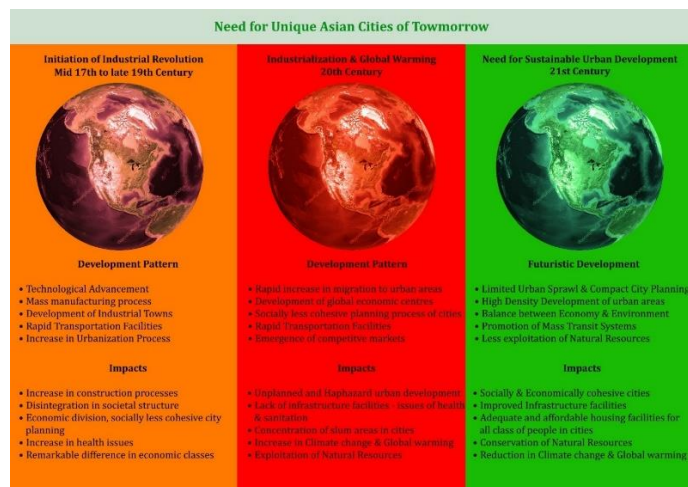 Need for Unique Asian Cities of Towmorrow
Initiation of Industrial Revolution
Mid 17th to late 19th Century
Development Pattern
• Technological Advancement
• Mass manufacturing process
• Development of Industrial Towns
• Rapid Transportation Facilities
• Increase in Urbanization Process
Impacts
• Increase in construction processes
• Disintegration in societal structure
• Economic division, socially less cohesive city
planning
• Increase in health issues
• Remarkable difference in economic classes
Industrialization & Global Warming
20th Century
Development Pattern
• Rapid increase in migration to urban areas
• Development of global economic centres
• Socially less cohesive planning process of cities
• Rapid Transportation Facilities
• Emergence of competitve markets
Impacts
• Unplanned and Haphazard urban development
• Lack of infrastructure facilities - issues of health
& sanitation
• Concentration of slum areas in cities
• Increase in Climate change & Global warming
• Exploitation of Natural Resources
Need for Sustainable Urban Development
21st Century
Futuristic Development
• Limited Urban Sprawl & Compact City Planning
• High Density Development of urban areas
• Balance between Economy & Environment
• Promotion of Mass Transit Systems
• Less exploitation of Natural Resources
Impacts
• Socially & Economically cohesive cities
• Improved Infrastructure facilities
• Adequate and affordable housing facilities for
all class of people in cities
• Conservation of Natural Resources
• Reduction in Climate change & Global warming